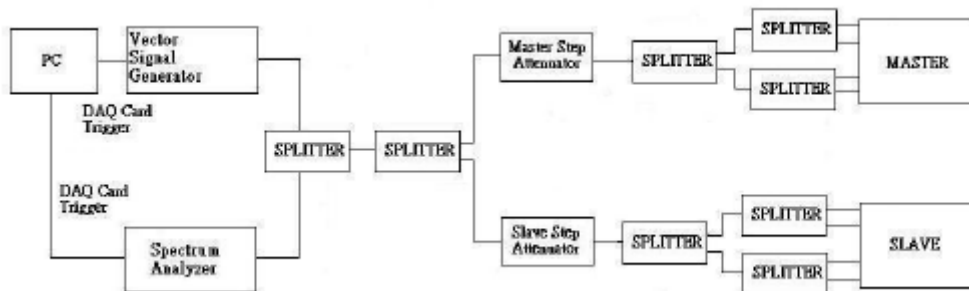 PC
Vector
Signal
Generator
DAQ Card
Trigger
DAQ Card
Trigger
Spectrum
Analyzer
SPLITTER
SPLITTER
Master Step
Attenuator
SPLITTER
SPLITTER
SPLITTER
MASTER
Slave Step
Attenuator
SPLITTER
SPLITTER
SPLITTER
SLAVE